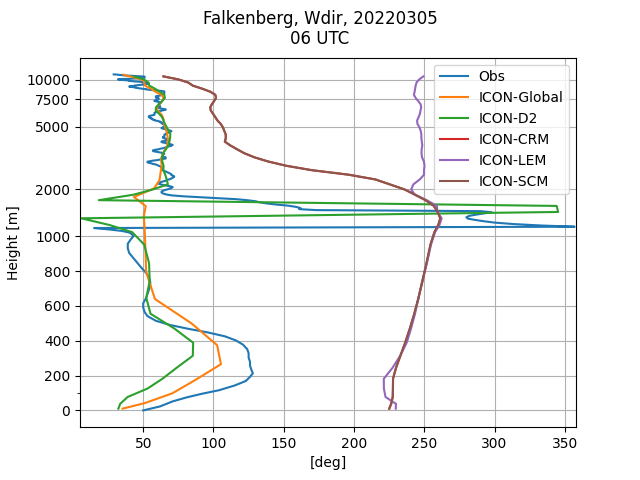 Falkenberg, Wdir, 20220305
06 UTC
Obs
ICON-Global
ICON-D2
ICON-CRM
ICON-LEM
ICON-SCM
Height [m]
10000
7500
5000
2000
1000
800
600
400
200
0
50
100
150
200
250
300
350
[deg]